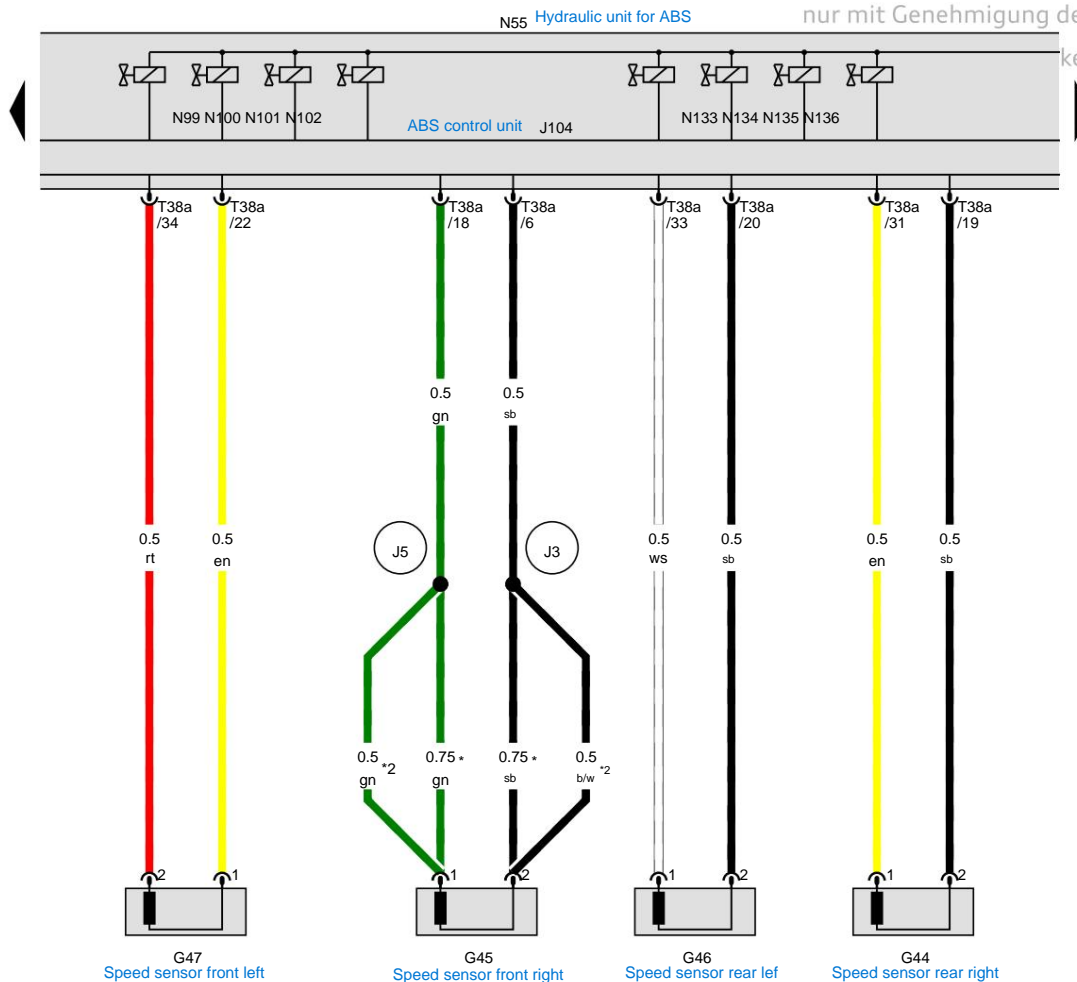 nur mit Genehmigung de
N55 Hydraulic unit for ABS
ke
N99 N100 N101 N102
ABS control unit J104
N133 N134 N135 N136
T38a /34
T38a /22
T38a /18
T38a /6
T38a /33
T38a /20
T38a /31
T38a /19
0.5 gn
0.5 sb
0.5 rt
0.5 en
J5
J3
0.5 ws
0.5 sb
0.5 en
0.5 sb
0.5 gn *2
0.75 * gn
0.75 * sb
0.5 b/w *2
2
1
1
2
1
2
1
2
G47
Speed sensor front left
G45
Speed sensor front right
G46
Speed sensor rear lef
G44
Speed sensor rear right